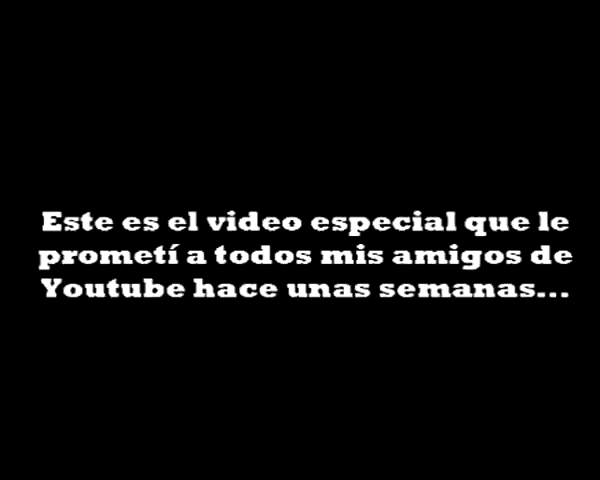 Este es el video especial que le
prometí a todos mis amigos de
Youtube hace unas semanas...